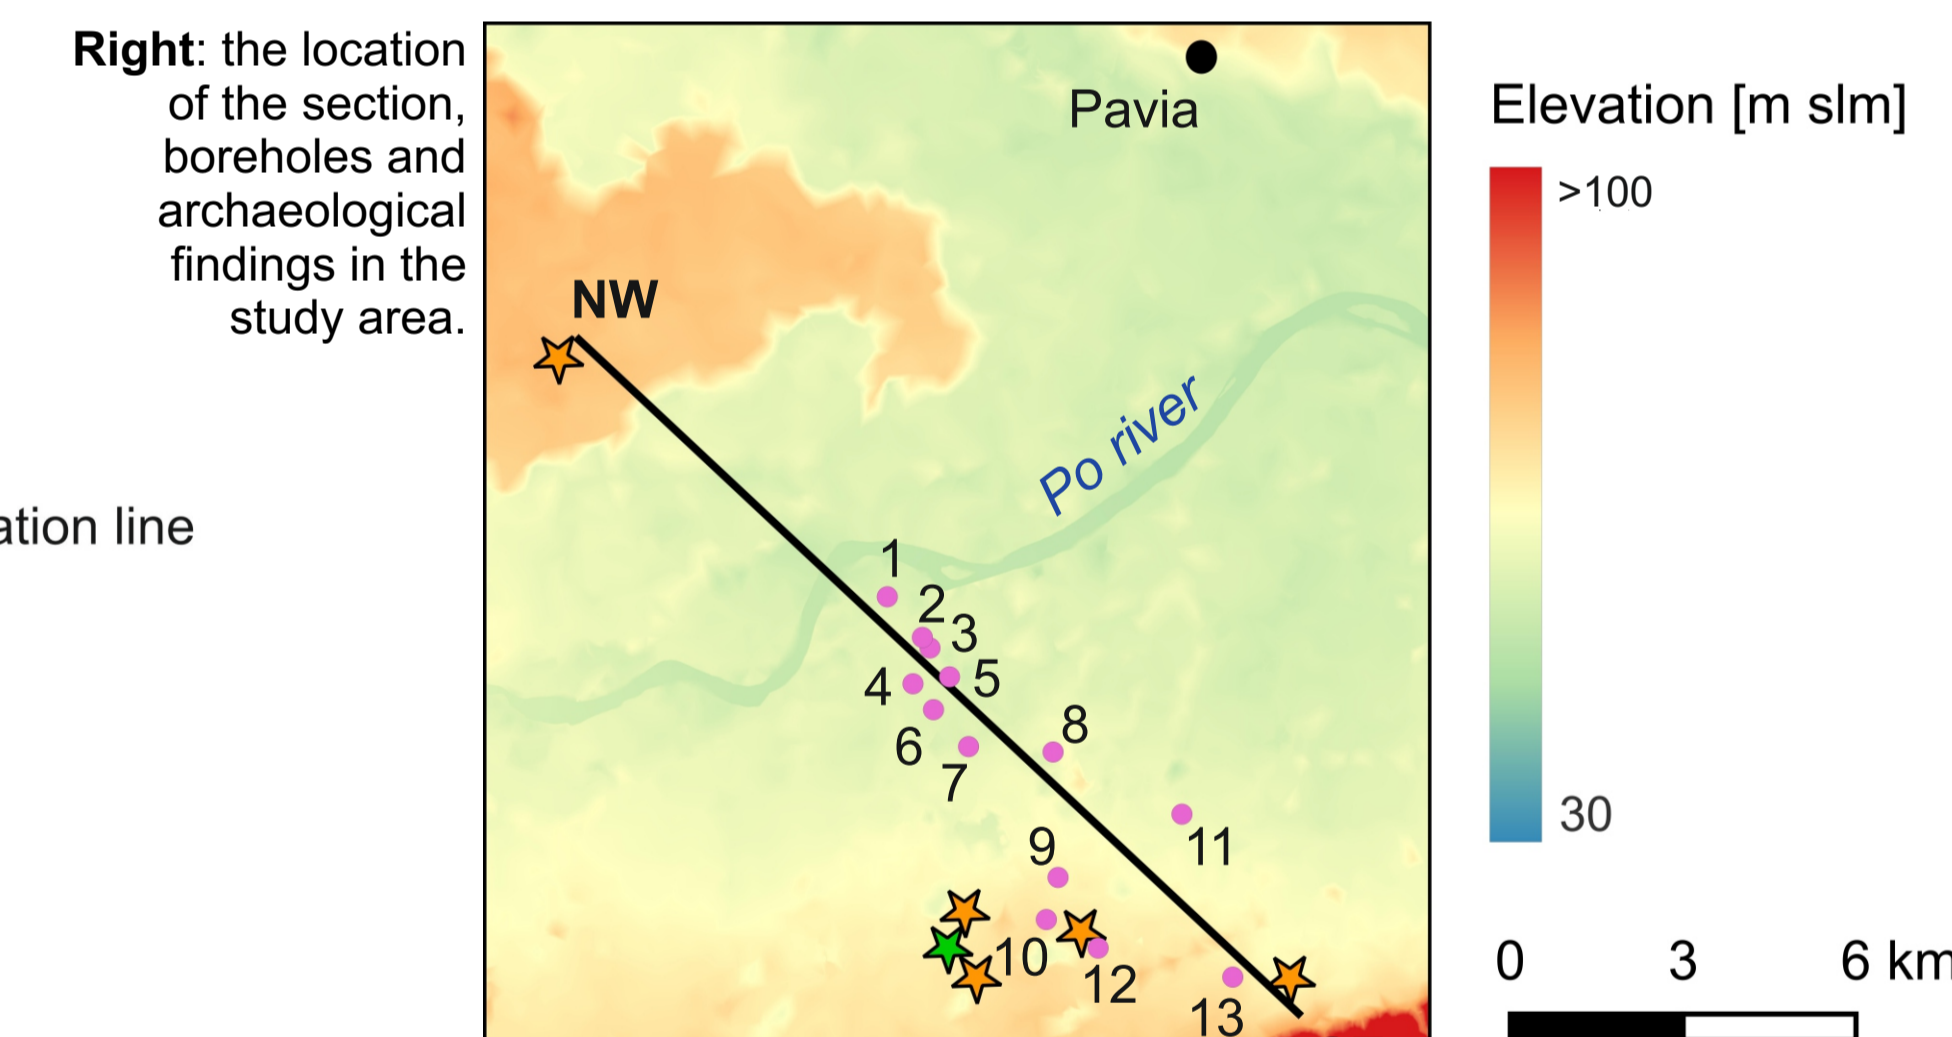 Right: the location
of the section,
boreholes and
archaeological
findings in the
study area.
ation line
Pavia
NW
Po river
1
2
3
4
5
6
7
8
9
10
11
12
13
Elevation [m slm]
>100
30
0 3 6 km